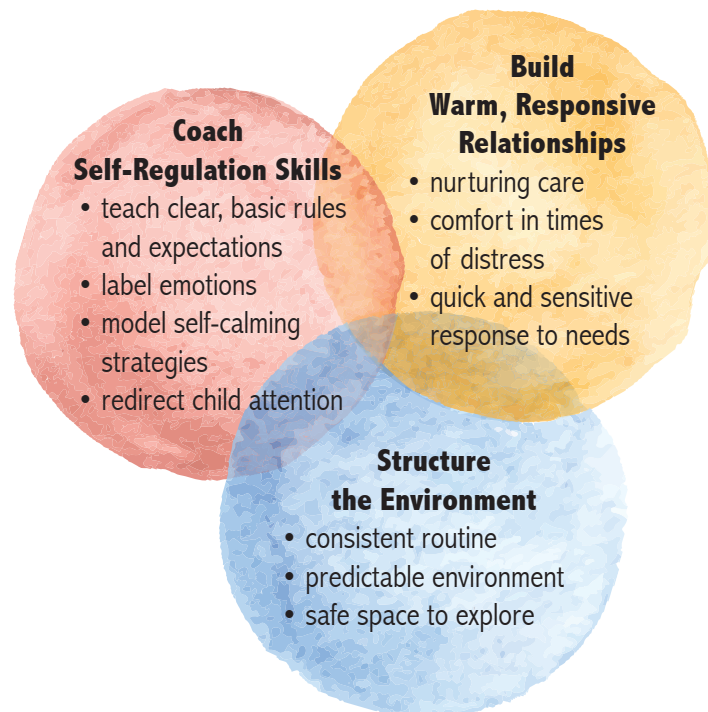 Coach
Self-Regulation Skills
• teach clear, basic rules
and expectations
• label emotions
• model self-calming
strategies
• redirect child attention
Build
Warm, Responsive
Relationships
• nurturing care
• comfort in times
of distress
• quick and sensitive
response to needs
Structure
the Environment
• consistent routine
• predictable environment
• safe space to explore